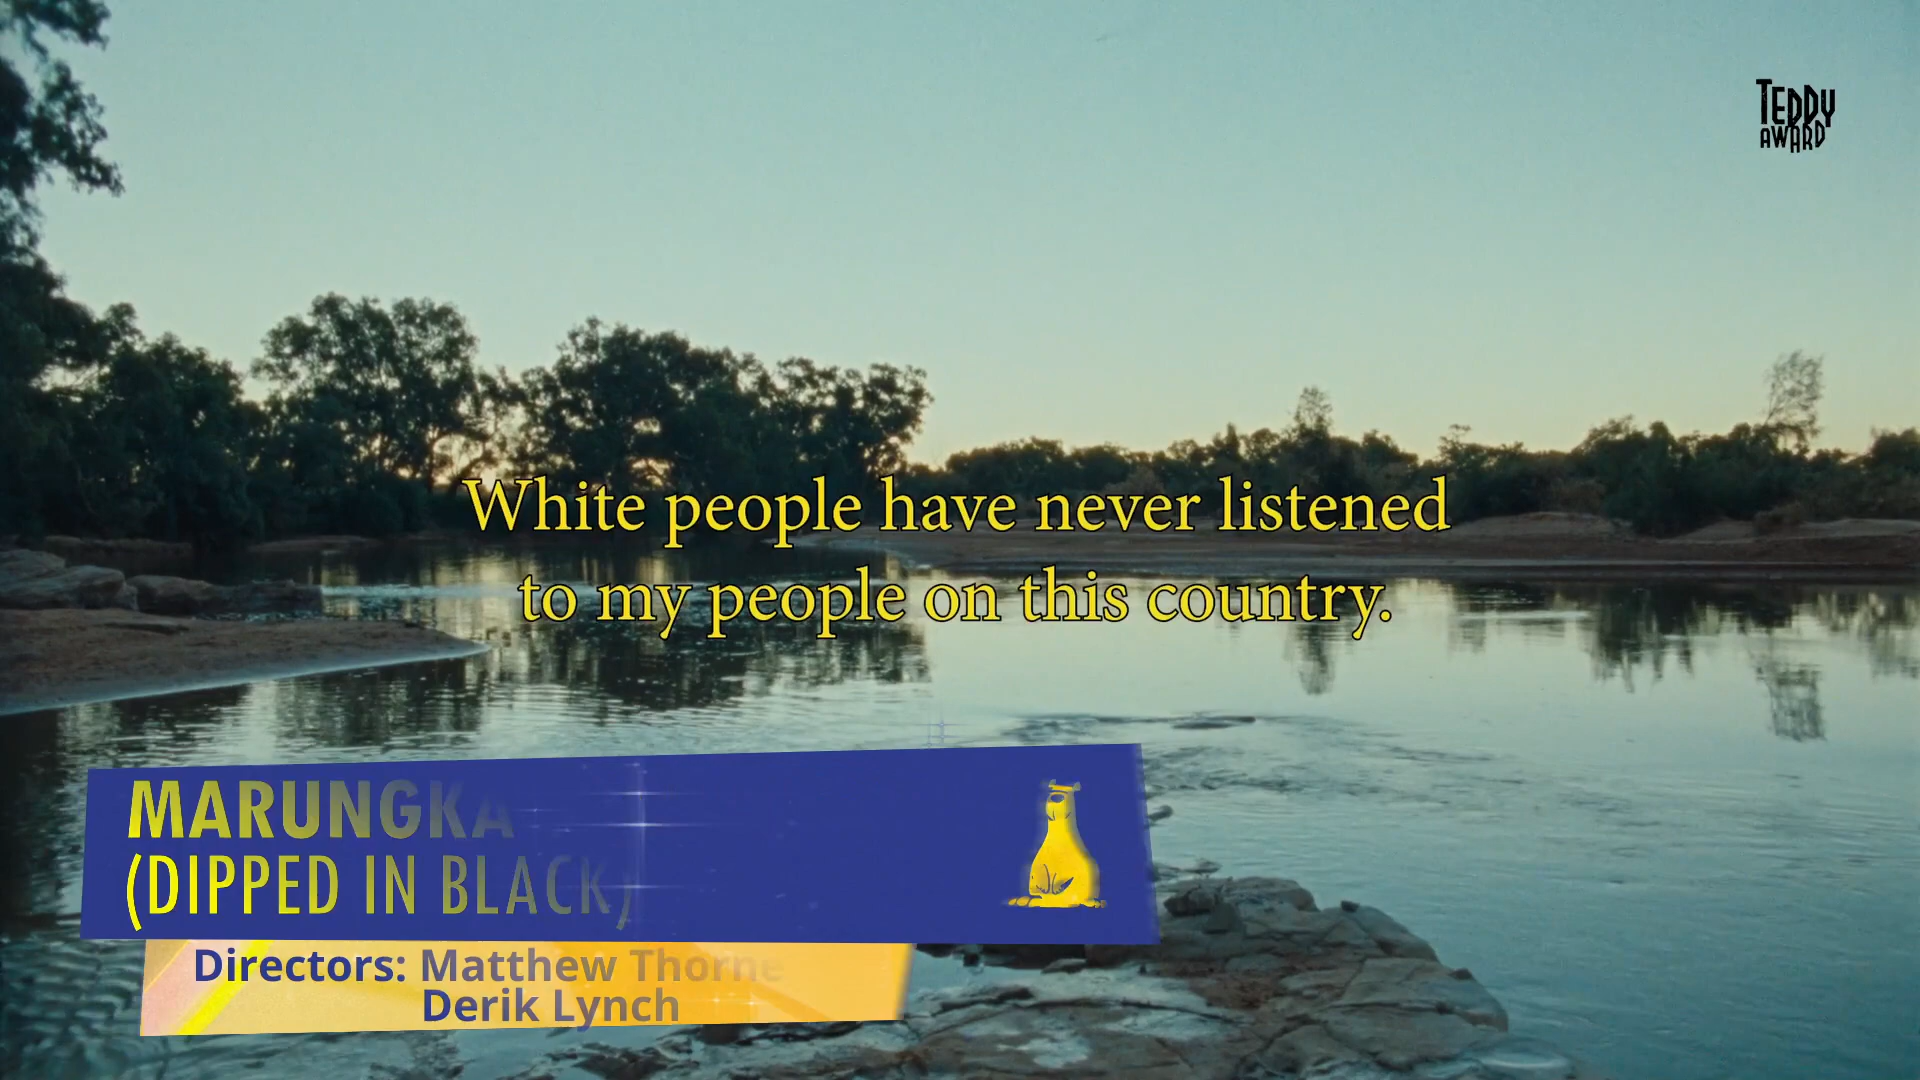 TEDDY
AWARD
White people have never listened
to my people on this country.
MARUNGKA
(DIPPED IN BLACK)
Directors: Matthew Thorne
Derik Lynch